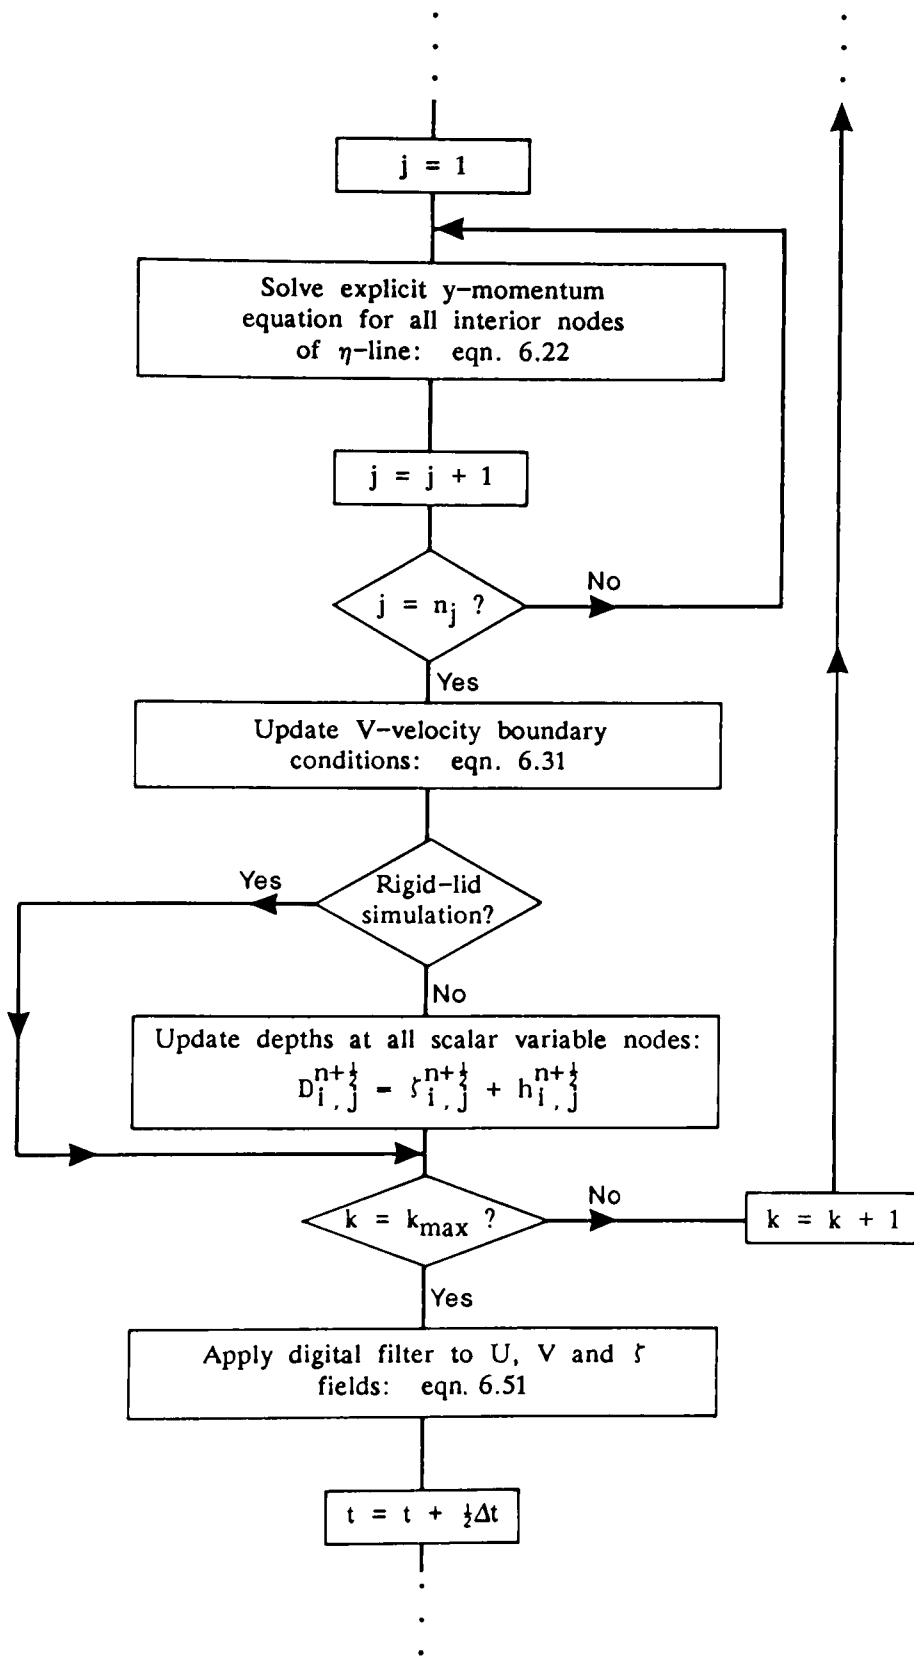 j = 1
Solve explicit y-momentum
equation for all interior nodes
of η-line: eqn. 6.22
j = j + 1
No
j = n_j ?
Yes
Update V-velocity boundary
conditions: eqn. 6.31
Yes
Rigid-lid
simulation?
No
Update depths at all scalar variable nodes:
D_{i,j}^{n+½} = ζ_{i,j}^{n+½} + h_{i,j}^{n+½}
No
k = k_max ?
k = k + 1
Yes
Apply digital filter to U, V and ζ
fields: eqn. 6.51
t = t + ½Δt